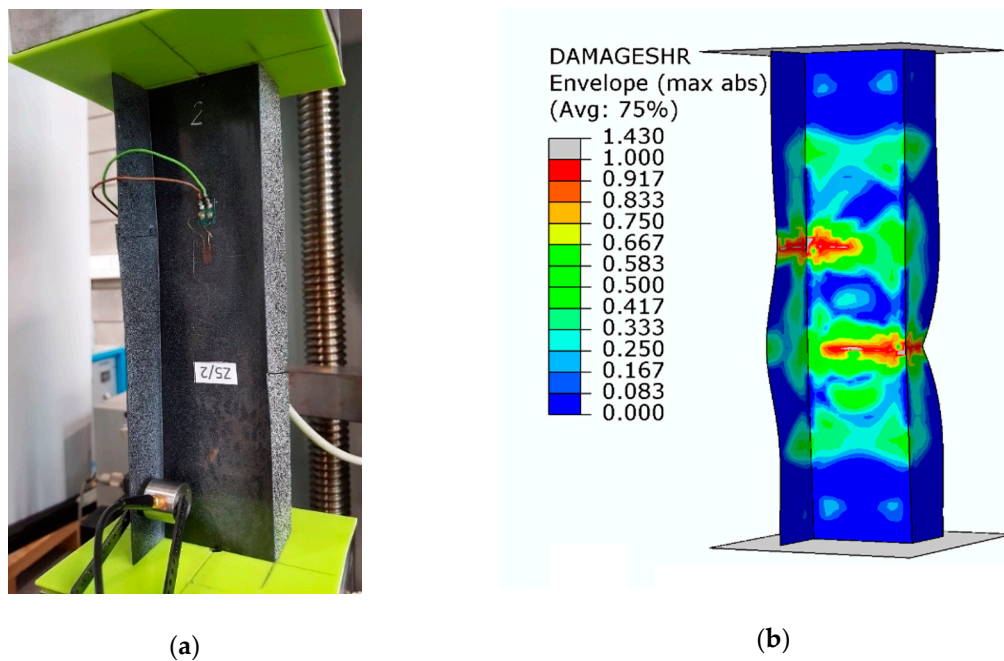 2
Z5/2
DAMAGESHR
Envelope (max abs)
(Avg: 75%)
1.430
1.000
0.917
0.833
0.750
0.667
0.583
0.500
0.417
0.333
0.250
0.167
0.083
0.000
(a)
(b)